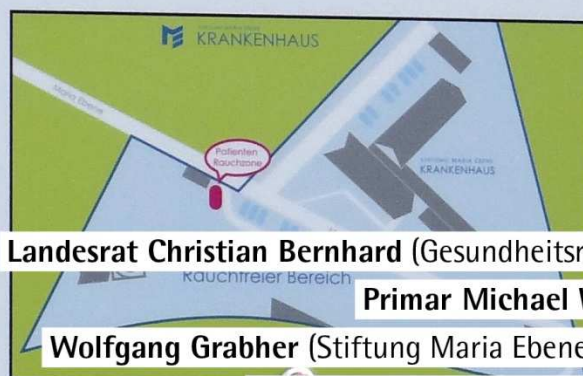 KRANKENHAUS
Maria Ebene
Patienten
Rauchzone
STIFTUNG MARIA EBENE
KRANKENHAUS
Landesrat Christian Bernhard (Gesundheitsr
Rauchfreier Bereich
Primar Michael
Wolfgang Grabher (Stiftung Maria Ebene